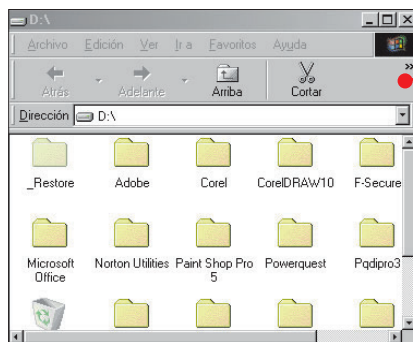 D:\
Archivo Edición Ver Ir a Favoritos Ayuda
»
Atrás Adelante Arriba Cortar
Dirección D:\
_Restore Adobe Corel CorelDRAW10 F-Secure
Microsoft Office Norton Utilities Paint Shop Pro 5 Powerquest Pqdipro3